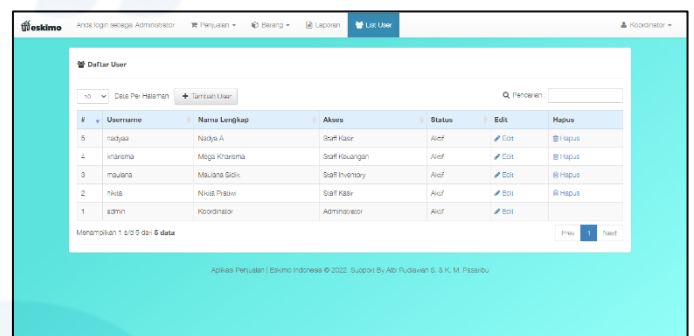 eskimo Anda login sebagai Administrator Penjualan Barang Laporan List User Koordinator
Daftar User
10 Data Per Halaman + Tambah User Pencarian :
# Username Nama Lengkap Akses Status Edit Hapus
5 nadyaa Nadya A Staff Kasir Aktif Edit Hapus
4 kharisma Mega Kharisma Staff Keuangan Aktif Edit Hapus
3 maulana Maulana Sidik Staff Inventory Aktif Edit Hapus
2 nikita Nikita Pratiwi Staff Kasir Aktif Edit Hapus
1 admin Koordinator Administrator Aktif Edit
Menampilkan 1 s/d 5 dari 5 data Prev 1 Next
Aplikasi Penjualan | Eskimo Indonesia © 2022. Support By Albi Rudiawan S. & K. M. Pasaribu